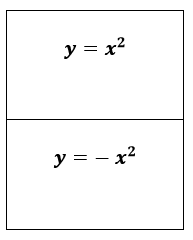 y = x²
y = − x²